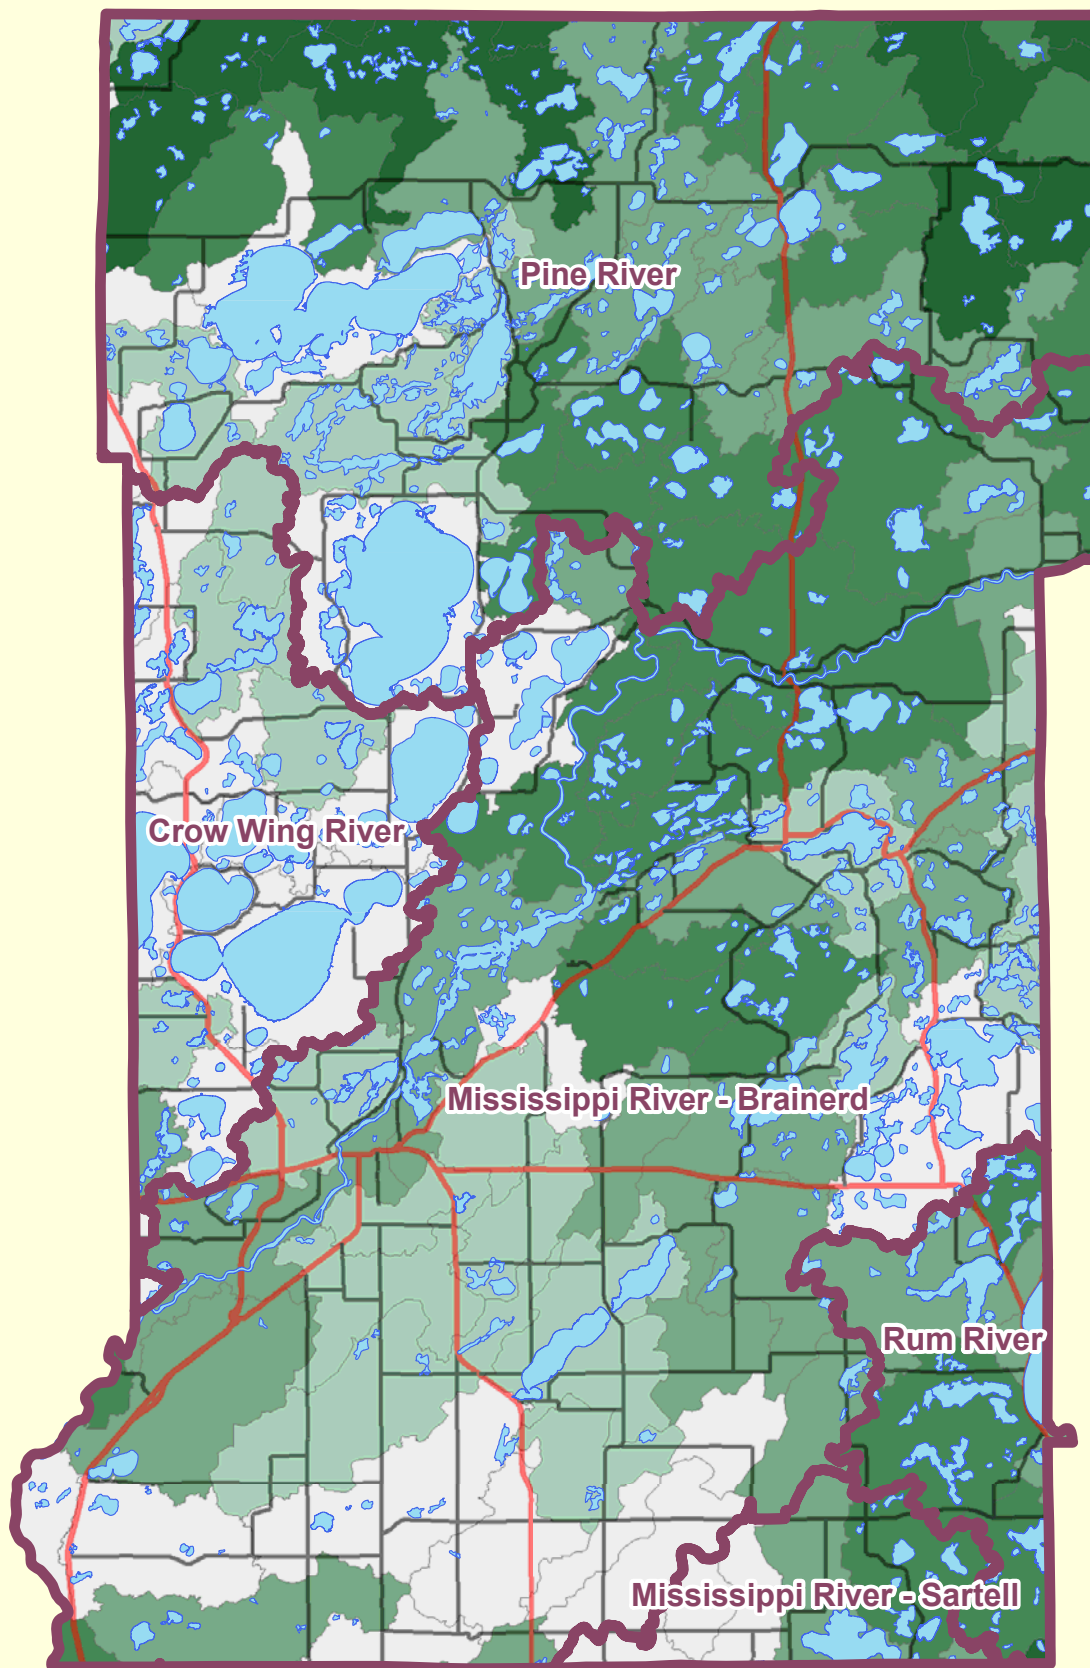 Pine River
Crow Wing River
Mississippi River - Brainerd
Rum River
Mississippi River - Sartell